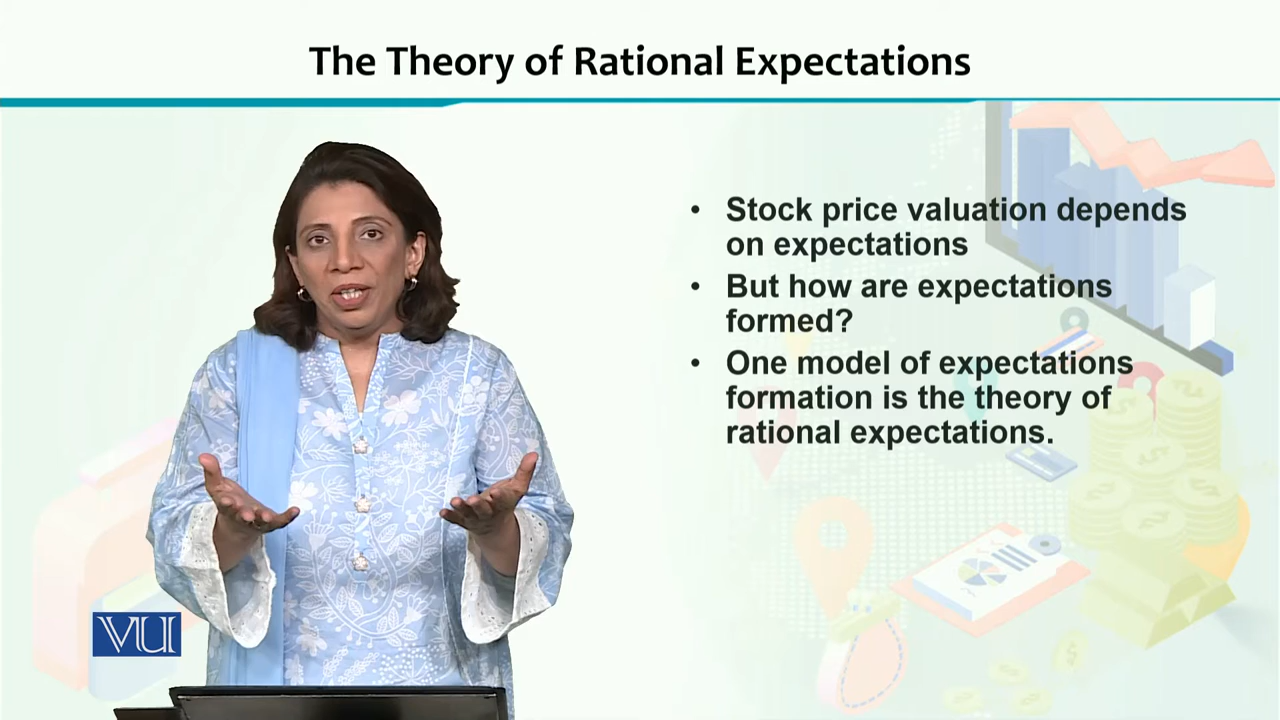 The Theory of Rational Expectations
• Stock price valuation depends
on expectations
• But how are expectations
formed?
• One model of expectations
formation is the theory of
rational expectations.
VU